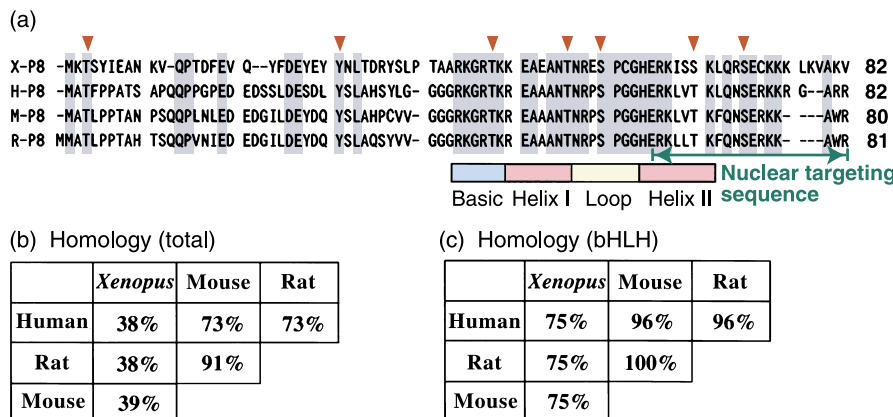 (a)
X-P8 -MKTSYIEAN KV-QPTDFEV Q--YFDEYEY YNLTDRYSLP TAARKGRTKK EAEANTNRES PCGHERKISS KLQRSECKKK LKVAKV 82
H-P8 -MATFPPATS APQQPPGPED EDSSLDESDL YSLAHSYLG- GGGRKGRTKR EAAANTNRPS PGGHERKLVT KLQNSERKKR G--ARR 82
M-P8 -MATLPPTAN PSQQPLNLED EDGILDEYDQ YSLAHPCVV- GGGRKGRTKR EAAANTNRPS PGGHERKLVT KFQNSERKK- ---AWR 80
R-P8 MMATLPPTAH TSQQPVNIED EDGILDEYDQ YSLAQSYVV- GGGRKGRTKR EAAANTNRPS PGGHERKLLT KFQNSERKK- ---AWR 81
Nuclear targeting
sequence
Basic Helix I Loop Helix II
(b) Homology (total)
Xenopus Mouse Rat
Human 38% 73% 73%
Rat 38% 91%
Mouse 39%
(c) Homology (bHLH)
Xenopus Mouse Rat
Human 75% 96% 96%
Rat 75% 100%
Mouse 75%